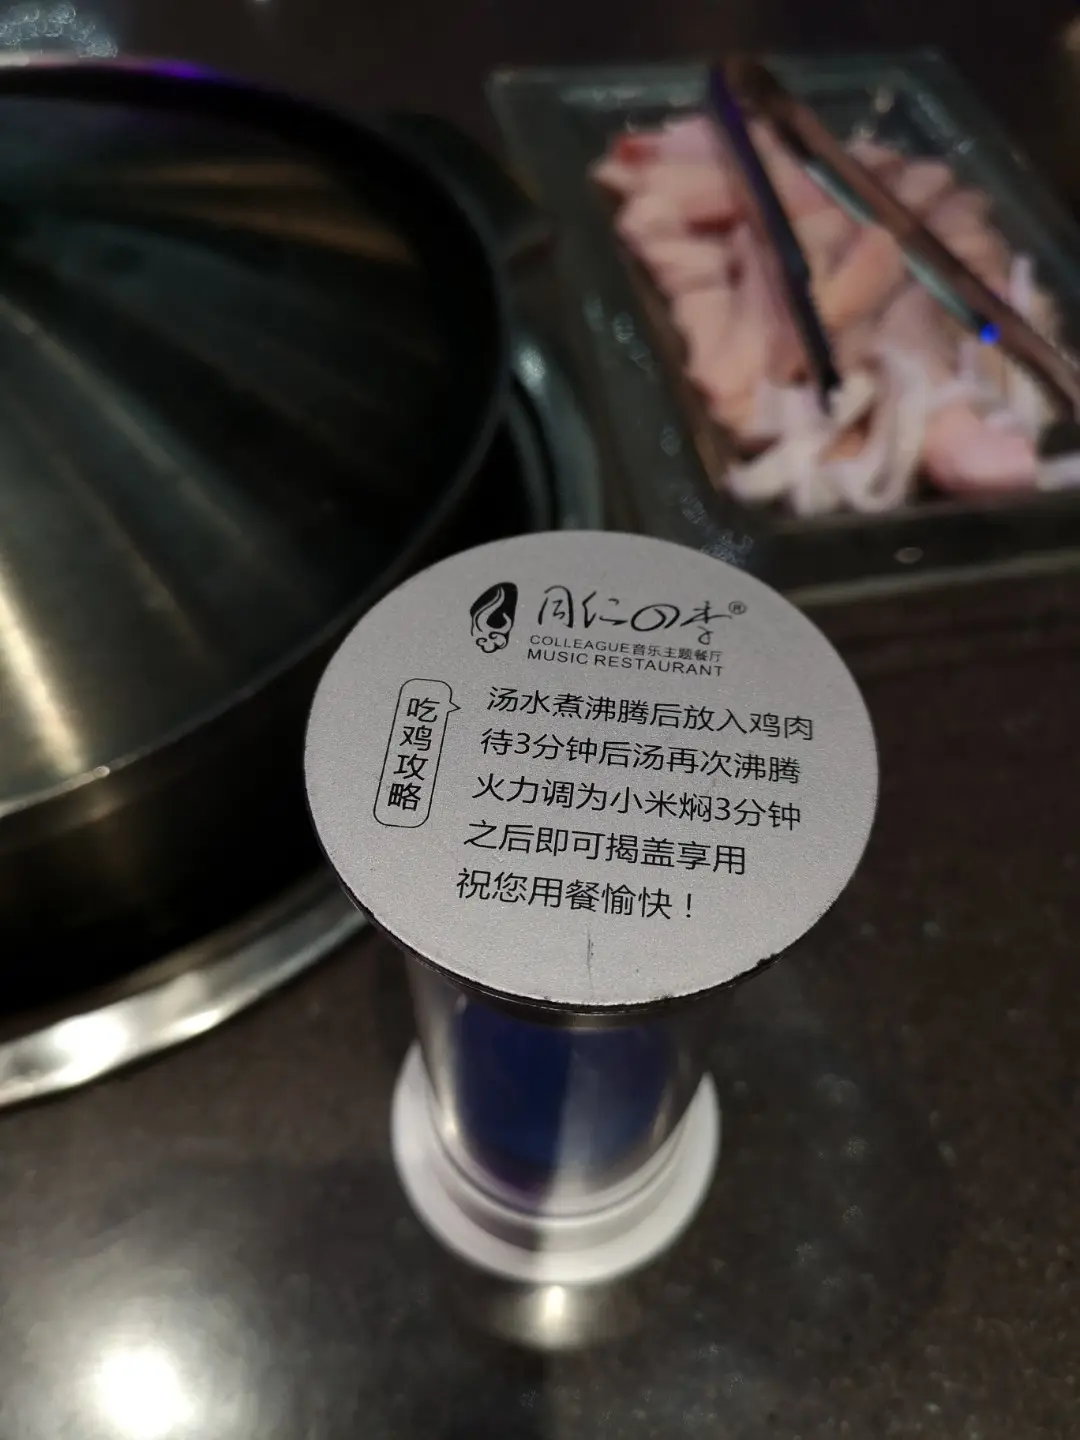 同仁四季®
COLLEAGUE音乐主题餐厅
MUSIC RESTAURANT
吃鸡攻略
汤水煮沸腾后放入鸡肉
待3分钟后汤再次沸腾
火力调为小米焖3分钟
之后即可揭盖享用
祝您用餐愉快！